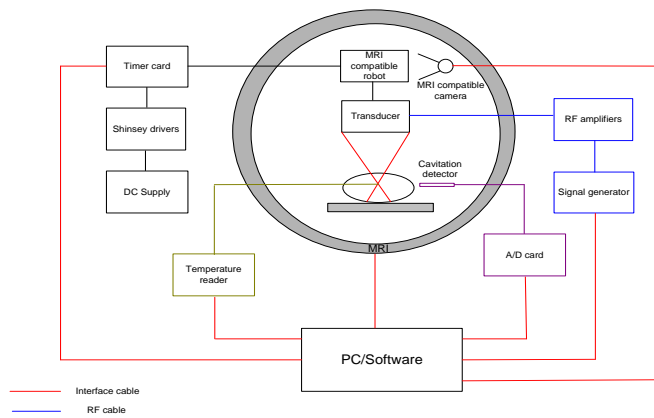 MRI
compatible
robot
Timer card
MRI compatible
camera
Transducer
RF amplifiers
Shinsey drivers
Cavitation
detector
DC Supply
Signal generator
MRI
A/D card
Temperature
reader
PC/Software
Interface cable
RF cable